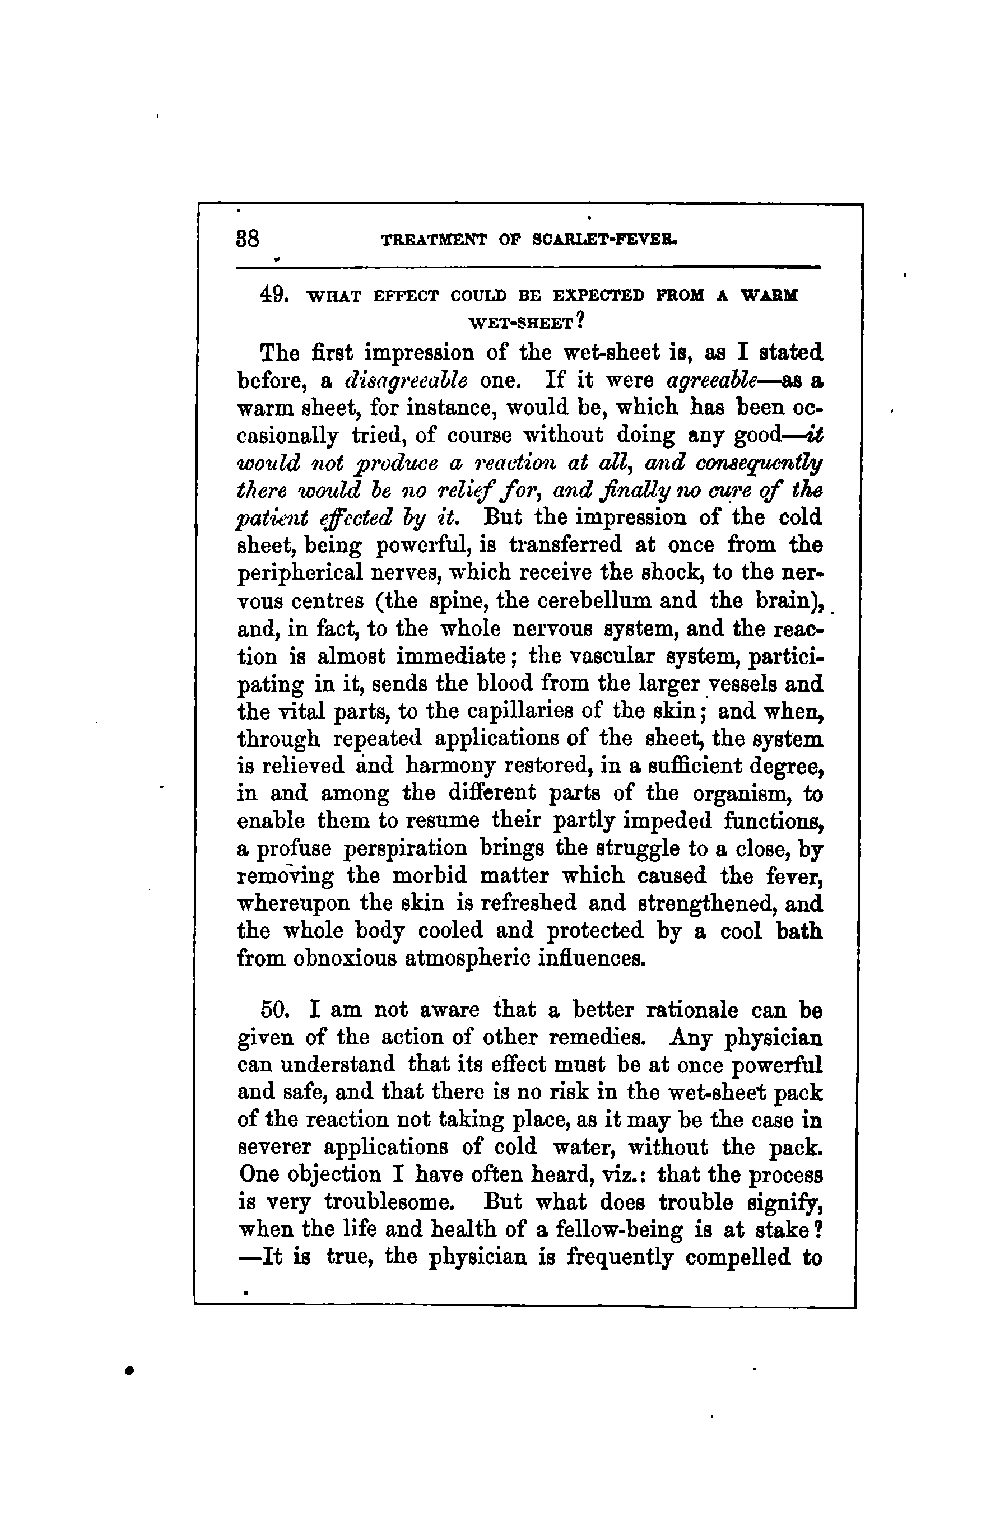 38 TREATMENT OF SCARLET-FEVER.
49. WHAT EFFECT COULD BE EXPECTED FROM A WARM
WET-SHEET?
The first impression of the wet-sheet is, as I stated
before, a disagreeable one. If it were agreeable—as a
warm sheet, for instance, would be, which has been oc-
casionally tried, of course without doing any good—it
would not produce a reaction at all, and consequently
there would be no relief for, and finally no cure of the
patient effected by it. But the impression of the cold
sheet, being powerful, is transferred at once from the
peripherical nerves, which receive the shock, to the ner-
vous centres (the spine, the cerebellum and the brain),
and, in fact, to the whole nervous system, and the reac-
tion is almost immediate; the vascular system, partici-
pating in it, sends the blood from the larger vessels and
the vital parts, to the capillaries of the skin; and when,
through repeated applications of the sheet, the system
is relieved and harmony restored, in a sufficient degree,
in and among the different parts of the organism, to
enable them to resume their partly impeded functions,
a profuse perspiration brings the struggle to a close, by
removing the morbid matter which caused the fever,
whereupon the skin is refreshed and strengthened, and
the whole body cooled and protected by a cool bath
from obnoxious atmospheric influences.
50. I am not aware that a better rationale can be
given of the action of other remedies. Any physician
can understand that its effect must be at once powerful
and safe, and that there is no risk in the wet-sheet pack
of the reaction not taking place, as it may be the case in
severer applications of cold water, without the pack.
One objection I have often heard, viz.: that the process
is very troublesome. But what does trouble signify,
when the life and health of a fellow-being is at stake?
—It is true, the physician is frequently compelled to